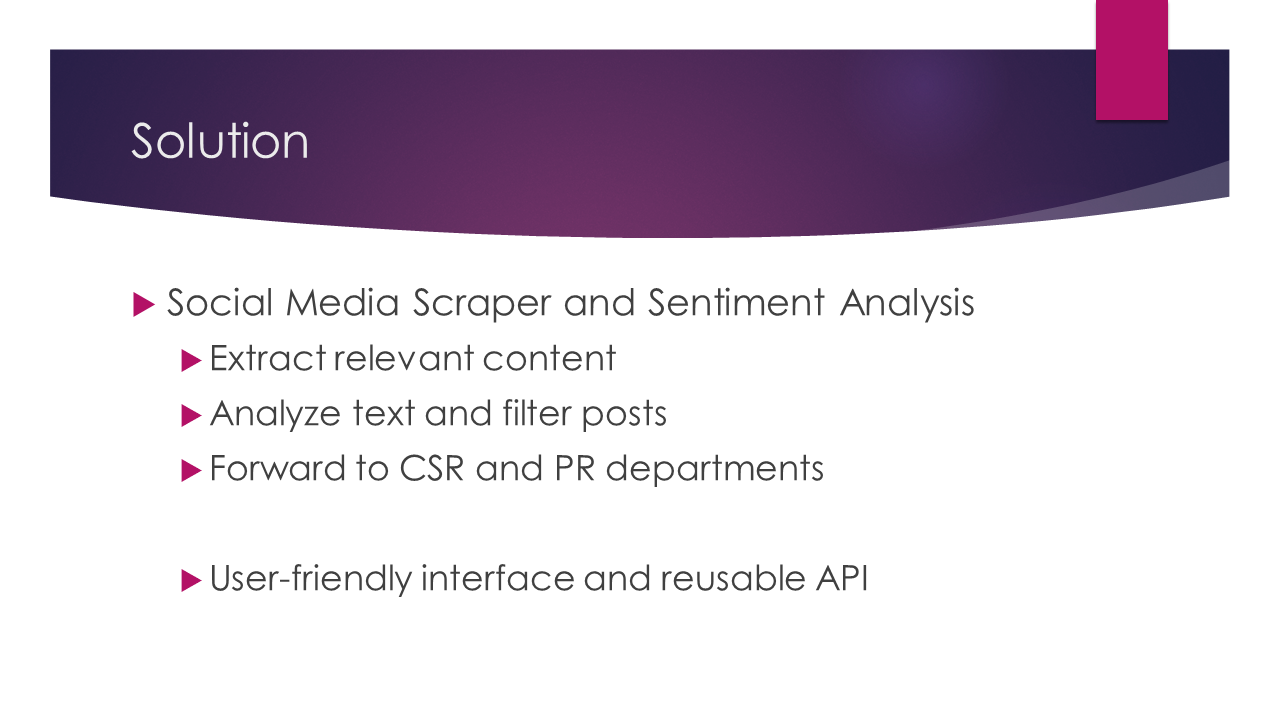 Solution
Social Media Scraper and Sentiment Analysis
Extract relevant content
Analyze text and filter posts
Forward to CSR and PR departments
User-friendly interface and reusable API